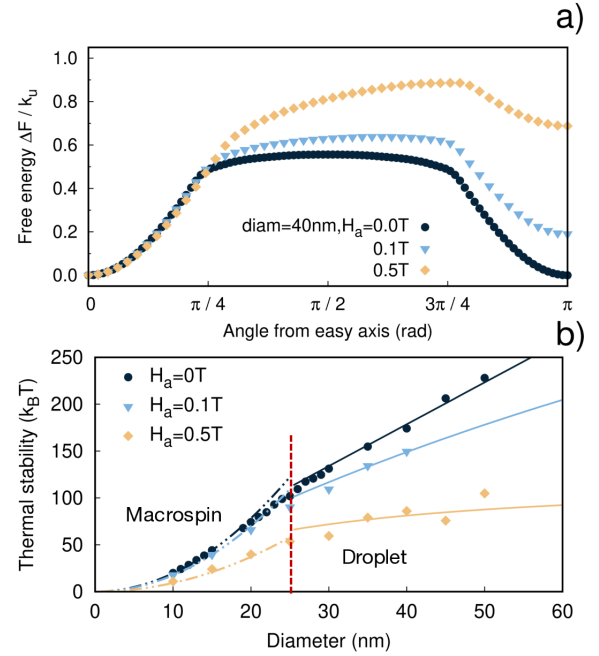 a)
Free energy ΔF / k_u
1.0
0.8
0.6
0.4
0.2
0.0
diam=40nm,H_a=0.0T
0.1T
0.5T
0
π / 4
π / 2
3π / 4
π
Angle from easy axis (rad)
b)
Thermal stability (k_BT)
250
200
150
100
50
0
H_a=0T
H_a=0.1T
H_a=0.5T
Macrospin
Droplet
0
10
20
30
40
50
60
Diameter (nm)